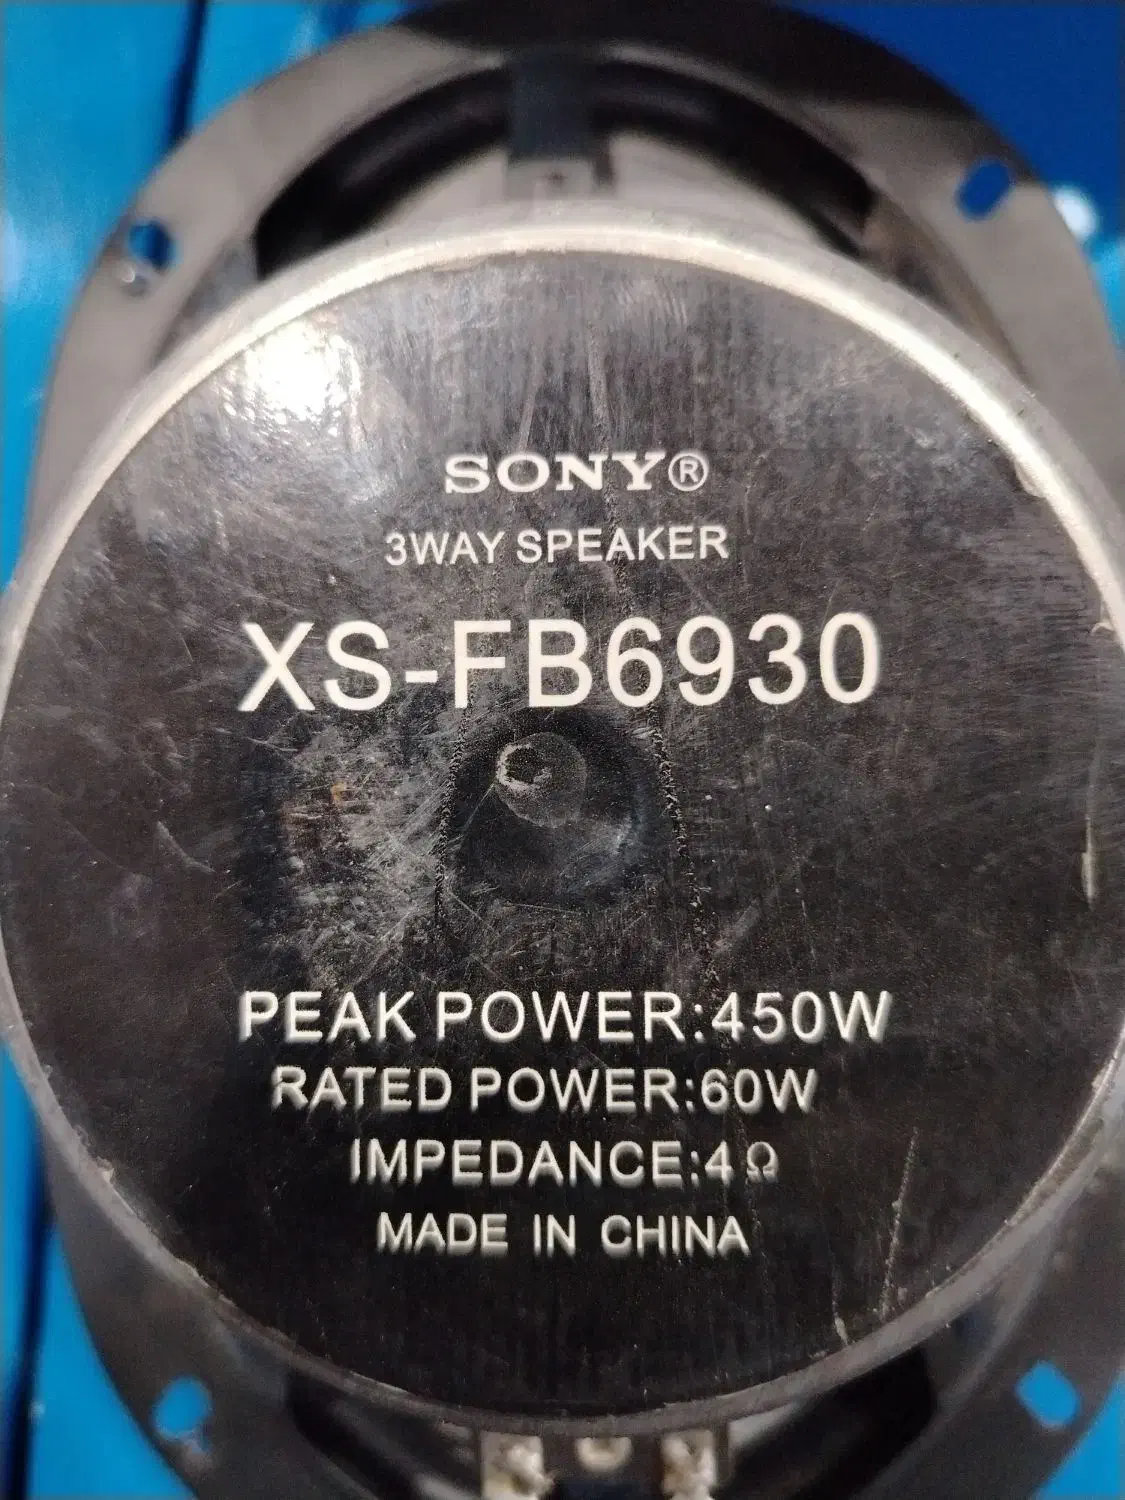 SONY®
3WAY SPEAKER
XS-FB6930
PEAK POWER:450W
RATED POWER:60W
IMPEDANCE:4Ω
MADE IN CHINA